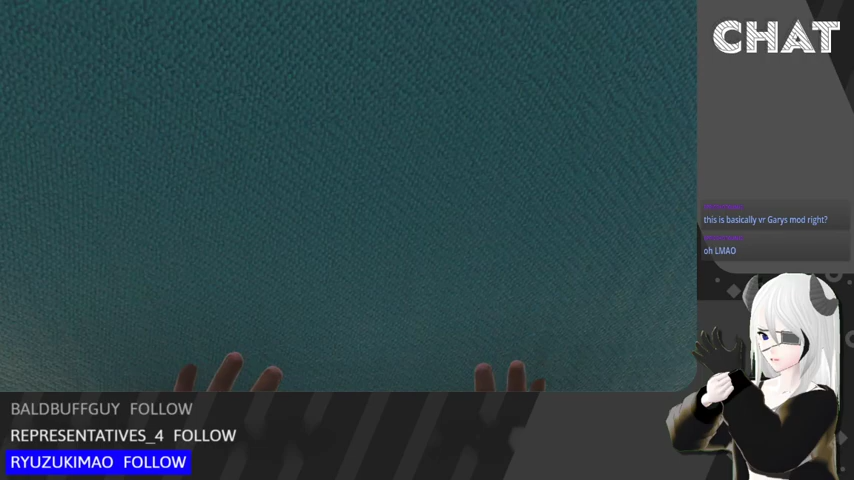 CHAT
this is basically vr Garys mod right?
oh LMAO
BALDBUFFGUY FOLLOW
REPRESENTATIVES_4 FOLLOW
RYUZUKIMAO FOLLOW